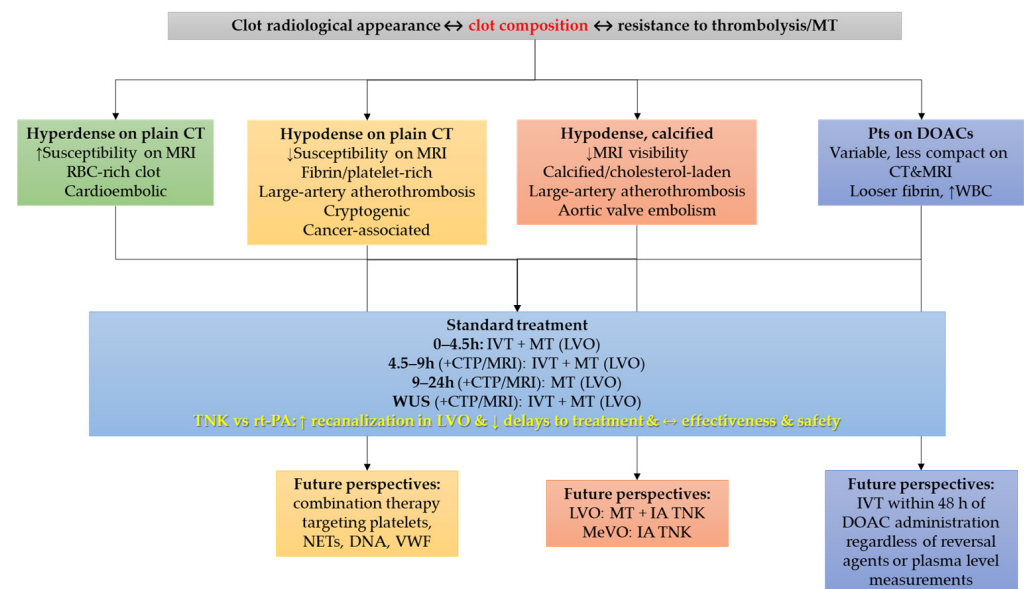 Clot radiological appearance ↔ clot composition ↔ resistance to thrombolysis/MT
Hyperdense on plain CT
↑Susceptibility on MRI
RBC-rich clot
Cardioembolic
Hypodense on plain CT
↓Susceptibility on MRI
Fibrin/platelet-rich
Large-artery atherothrombosis
Cryptogenic
Cancer-associated
Hypodense, calcified
↓MRI visibility
Calcified/cholesterol-laden
Large-artery atherothrombosis
Aortic valve embolism
Pts on DOACs
Variable, less compact on
CT&MRI
Looser fibrin, ↑WBC
Standard treatment
0–4.5h: IVT + MT (LVO)
4.5–9h (+CTP/MRI): IVT + MT (LVO)
9–24h (+CTP/MRI): MT (LVO)
WUS (+CTP/MRI): IVT + MT (LVO)
TNK vs rt-PA: ↑ recanalization in LVO & ↓ delays to treatment & ↔ effectiveness & safety
Future perspectives:
combination therapy
targeting platelets,
NETs, DNA, VWF
Future perspectives:
LVO: MT + IA TNK
MeVO: IA TNK
Future perspectives:
IVT within 48 h of
DOAC administration
regardless of reversal
agents or plasma level
measurements